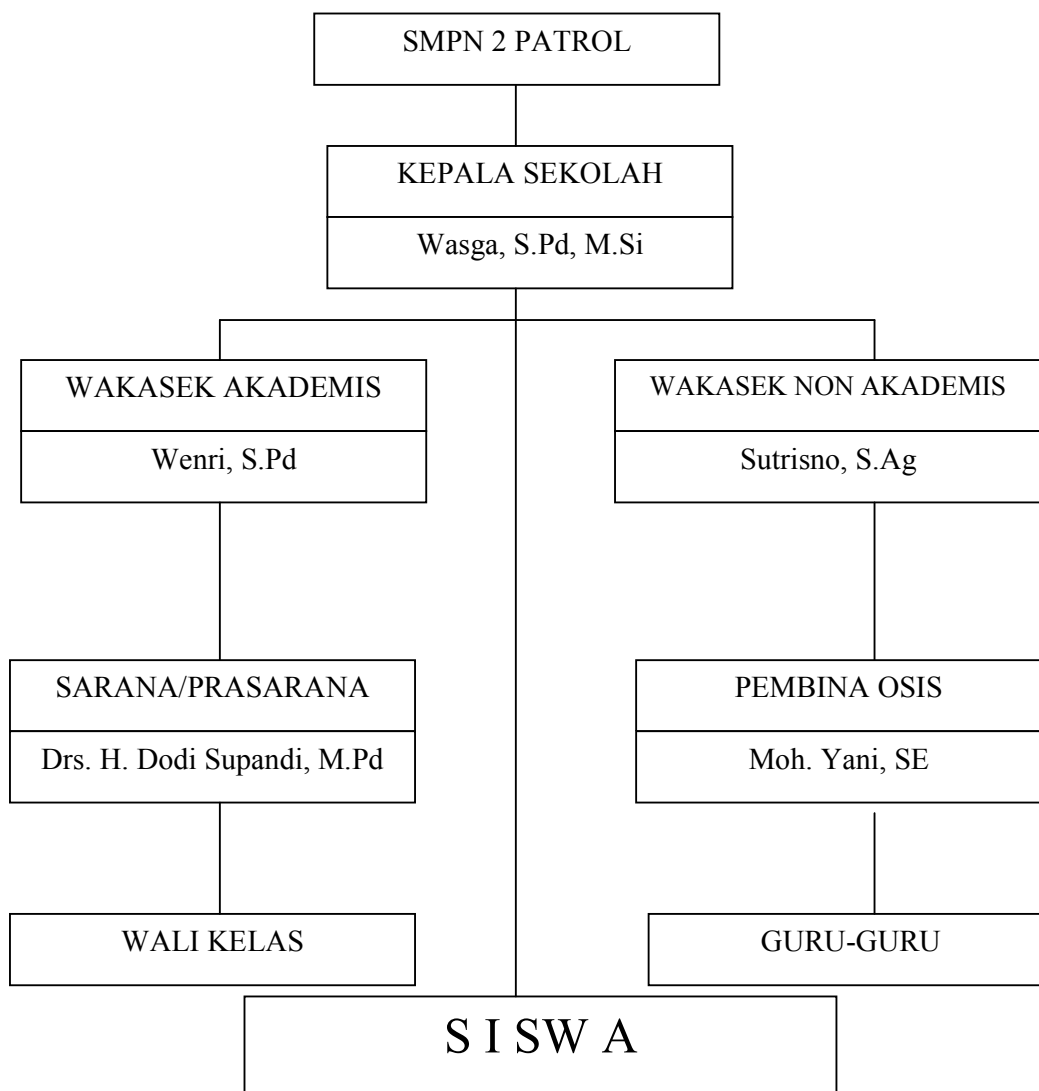 SMPN 2 PATROL
KEPALA SEKOLAH
Wasga, S.Pd, M.Si
WAKASEK AKADEMIS
Wenri, S.Pd
WAKASEK NON AKADEMIS
Sutrisno, S.Ag
SARANA/PRASARANA
Drs. H. Dodi Supandi, M.Pd
PEMBINA OSIS
Moh. Yani, SE
WALI KELAS
GURU-GURU
S I SW A